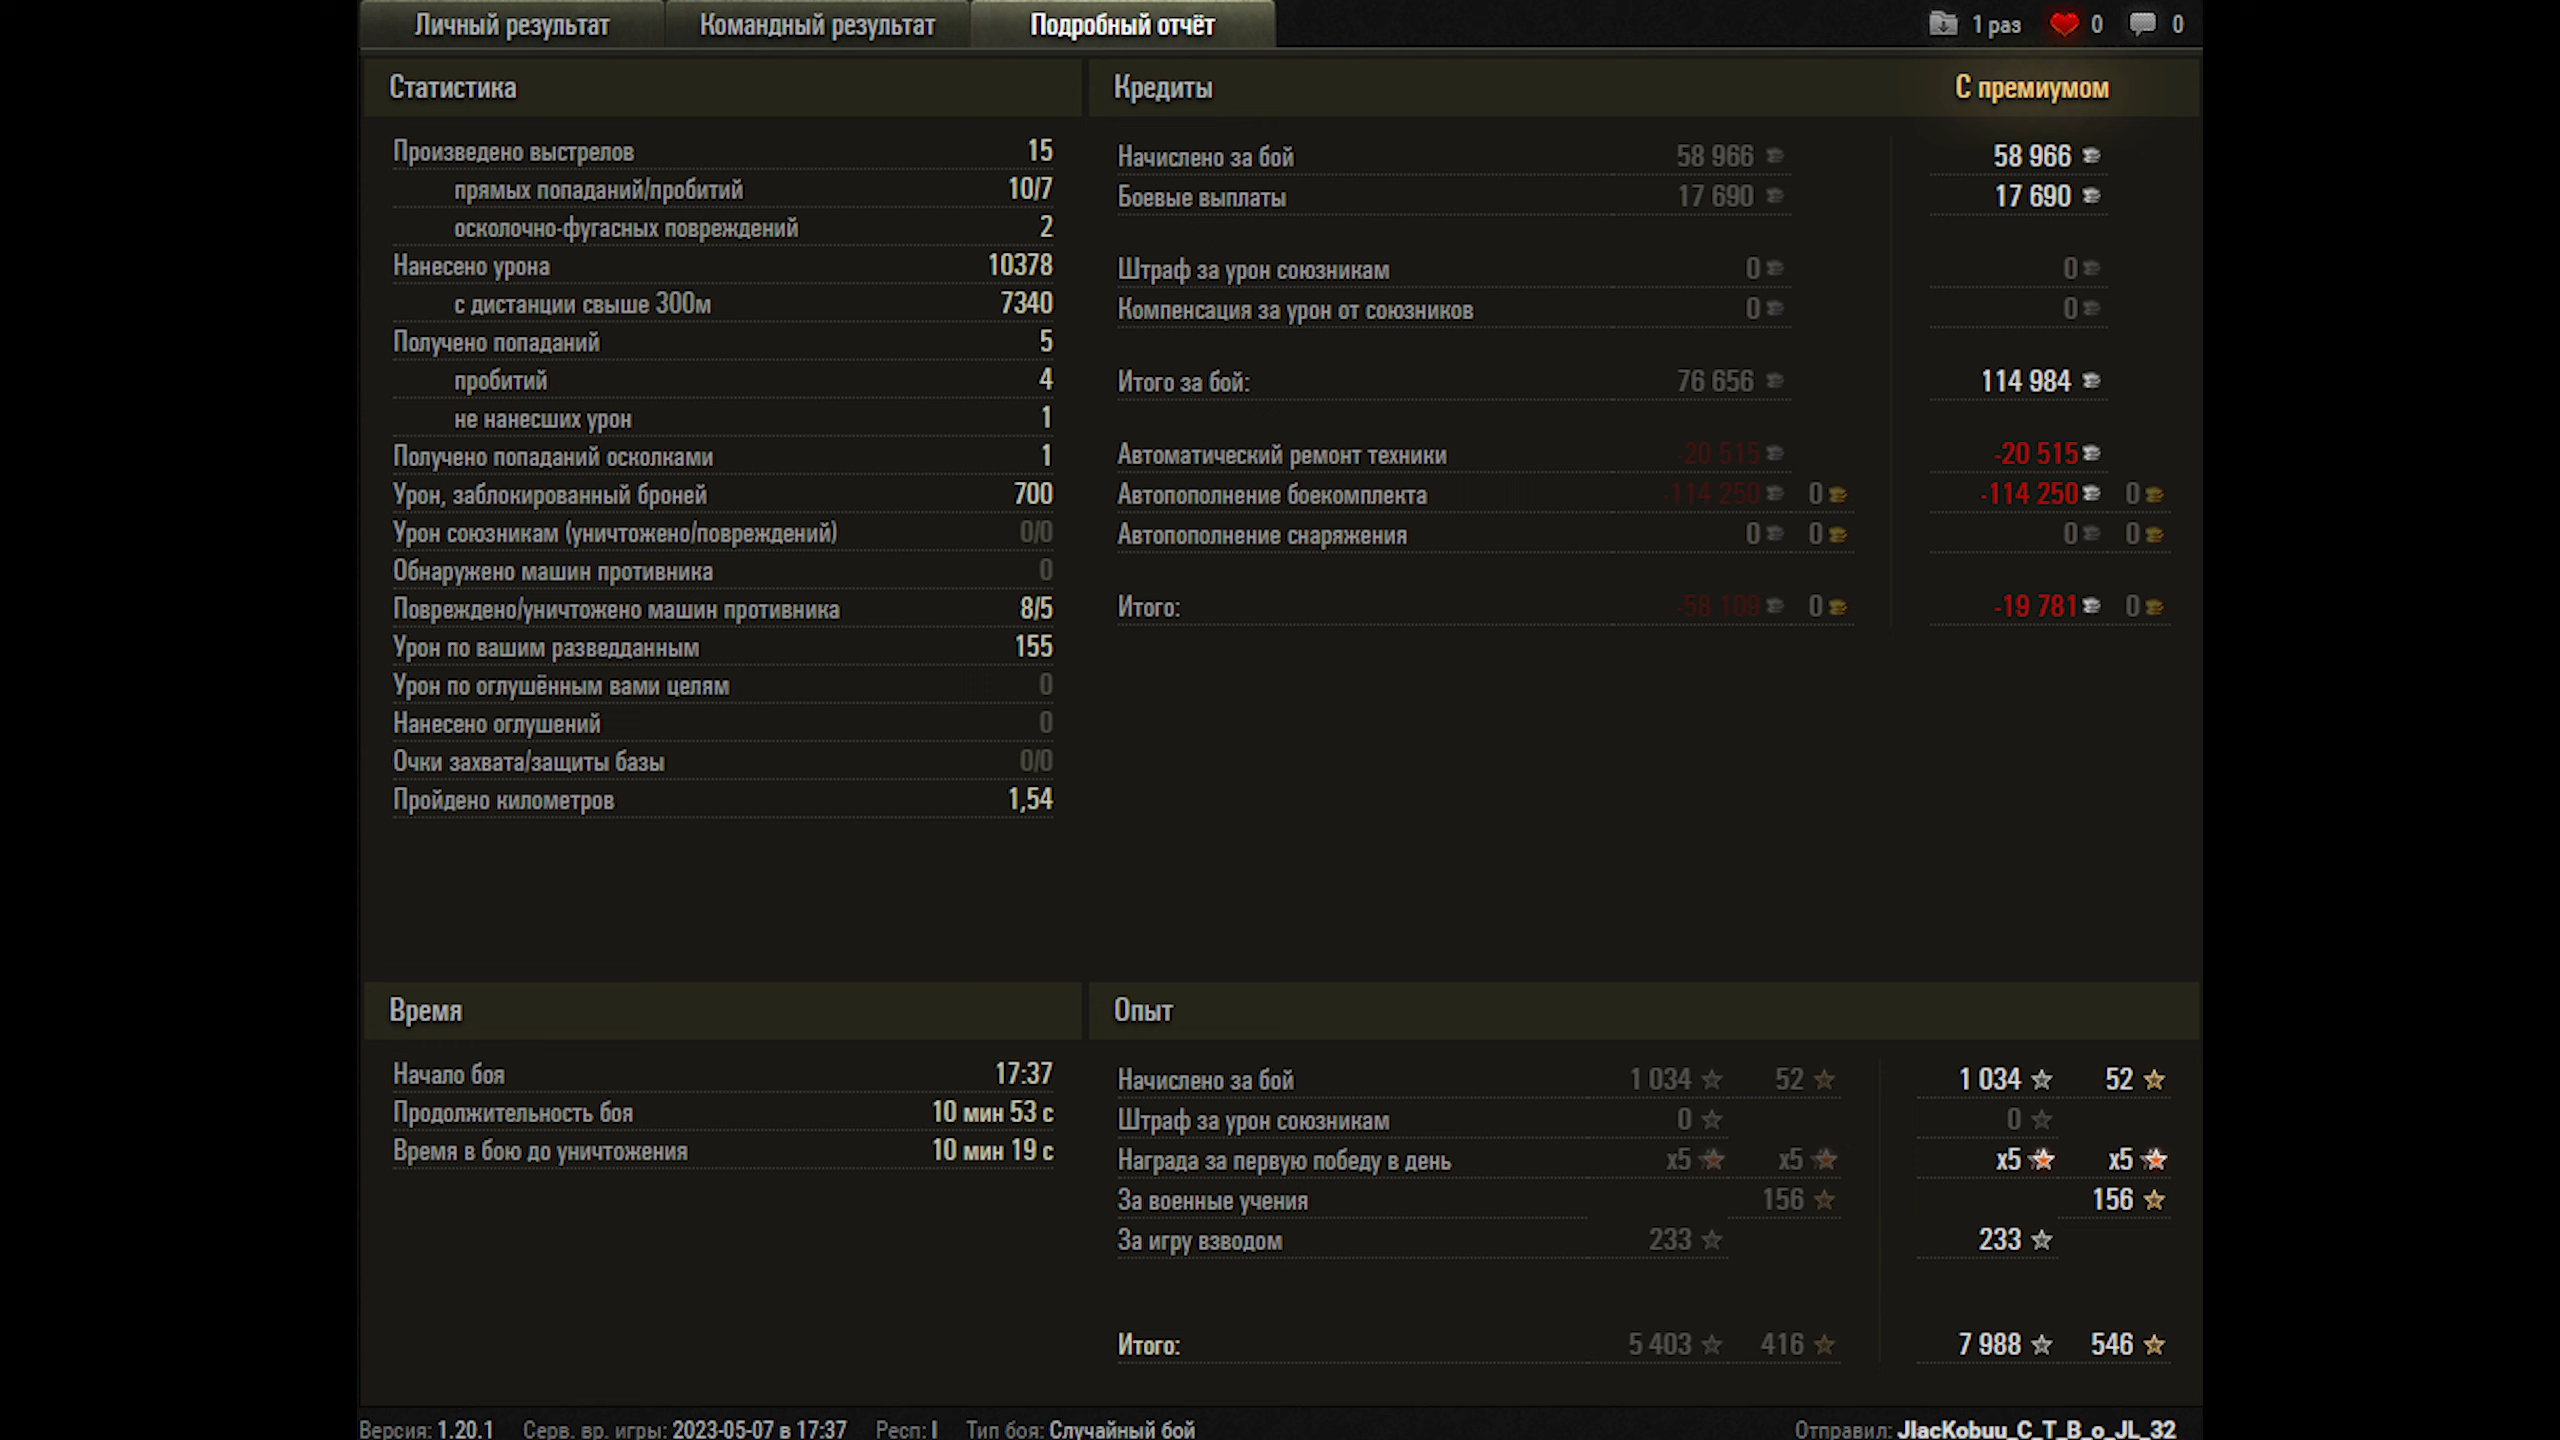 Личный результат Командный результат Подробный отчёт 1 раз 0 0
Статистика
Произведено выстрелов 15
прямых попаданий/пробитий 10/7
осколочно-фугасных повреждений 2
Нанесено урона 10378
с дистанции свыше 300м 7340
Получено попаданий 5
пробитий 4
не нанесших урон 1
Получено попаданий осколками 1
Урон, заблокированный броней 700
Урон союзникам (уничтожено/повреждений) 0/0
Обнаружено машин противника 0
Повреждено/уничтожено машин противника 8/5
Урон по вашим разведданным 155
Урон по оглушённым вами целям 0
Нанесено оглушений 0
Очки захвата/защиты базы 0/0
Пройдено километров 1,54
Кредиты С премиумом
Начислено за бой 58 966 58 966
Боевые выплаты 17 690 17 690
Штраф за урон союзникам 0 0
Компенсация за урон от союзников 0 0
Итого за бой: 76 656 114 984
Автоматический ремонт техники -20 515 -20 515
Автопополнение боекомплекта -114 250 0 -114 250 0
Автопополнение снаряжения 0 0 0 0
Итого: -58 109 0 -19 781 0
Время
Начало боя 17:37
Продолжительность боя 10 мин 53 с
Время в бою до уничтожения 10 мин 19 с
Опыт
Начислено за бой 1 034 52 1 034 52
Штраф за урон союзникам 0 0
Награда за первую победу в день x5 x5 x5 x5
За военные учения 156 156
За игру взводом 233 233
Итого: 5 403 416 7 988 546
Версия: 1.20.1 Серв. вр. игры: 2023-05-07 в 17:37 Респ: I Тип боя: Случайный бой Отправил: JlacKobuu_C_T_B_o_JL_32